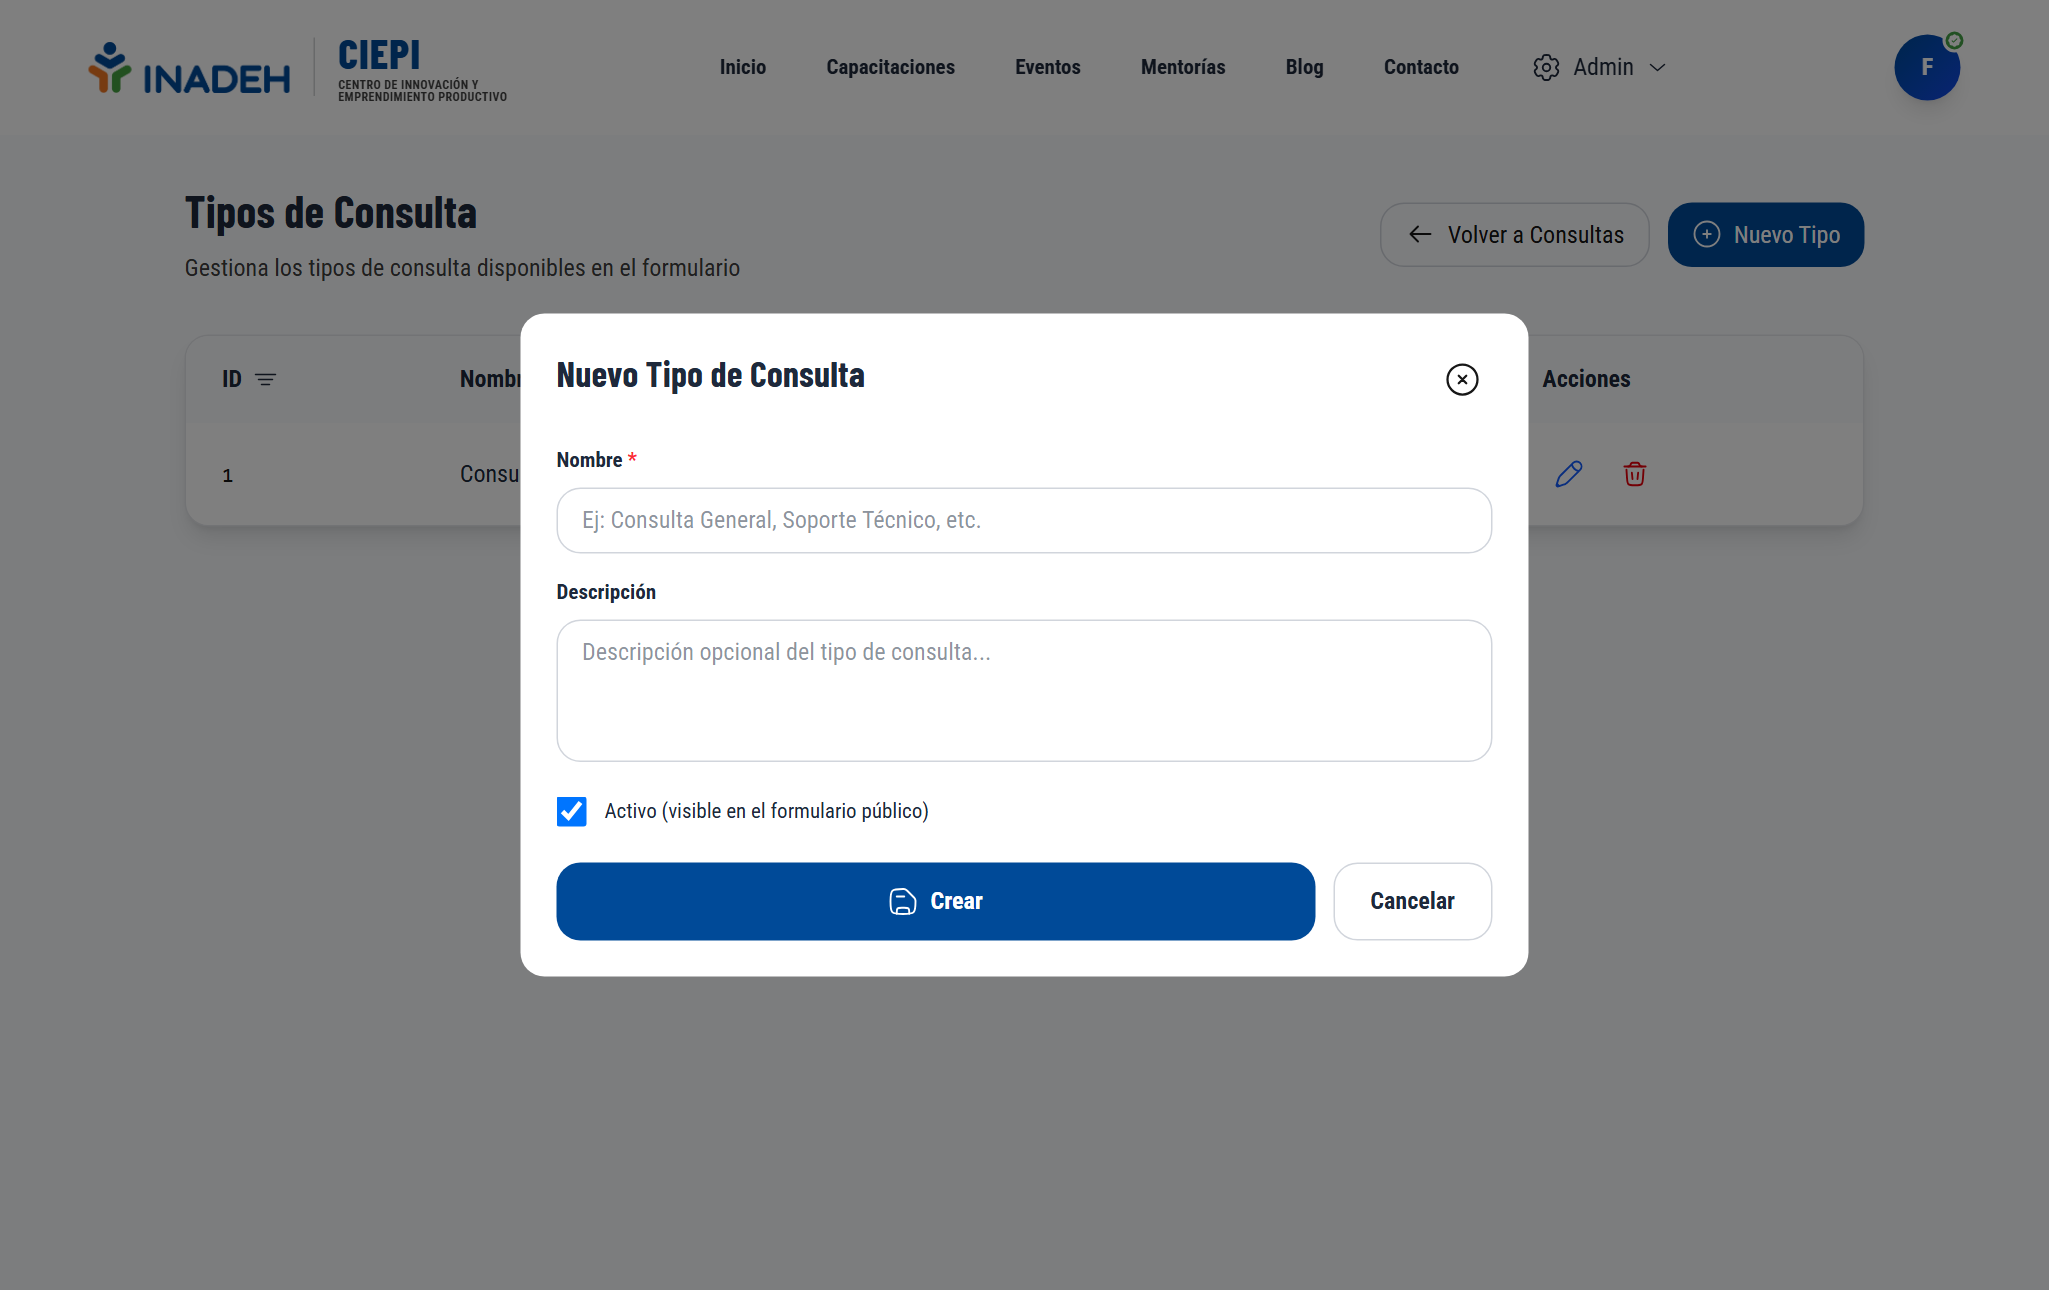 INADEH
CIEPI
CENTRO DE INNOVACIÓN Y
EMPRENDIMIENTO PRODUCTIVO
Inicio
Capacitaciones
Eventos
Mentorías
Blog
Contacto
Admin
F
Tipos de Consulta
Gestiona los tipos de consulta disponibles en el formulario
Volver a Consultas
Nuevo Tipo
ID
Acciones
1
Nuevo Tipo de Consulta
Nombre *
Ej: Consulta General, Soporte Técnico, etc.
Descripción
Descripción opcional del tipo de consulta...
Activo (visible en el formulario público)
Crear
Cancelar